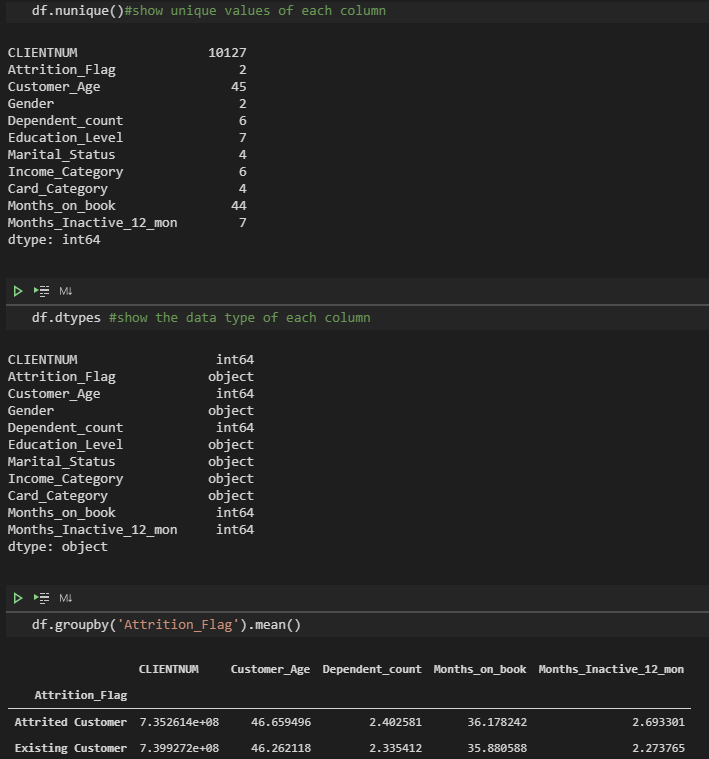 df.nunique()#show unique values of each column
CLIENTNUM 10127
Attrition_Flag 2
Customer_Age 45
Gender 2
Dependent_count 6
Education_Level 7
Marital_Status 4
Income_Category 6
Card_Category 4
Months_on_book 44
Months_Inactive_12_mon 7
dtype: int64
M↓
df.dtypes #show the data type of each column
CLIENTNUM int64
Attrition_Flag object
Customer_Age int64
Gender object
Dependent_count int64
Education_Level object
Marital_Status object
Income_Category object
Card_Category object
Months_on_book int64
Months_Inactive_12_mon int64
dtype: object
M↓
df.groupby('Attrition_Flag').mean()
CLIENTNUM Customer_Age Dependent_count Months_on_book Months_Inactive_12_mon
Attrition_Flag
Attrited Customer 7.352614e+08 46.659496 2.402581 36.178242 2.693301
Existing Customer 7.399272e+08 46.262118 2.335412 35.880588 2.273765